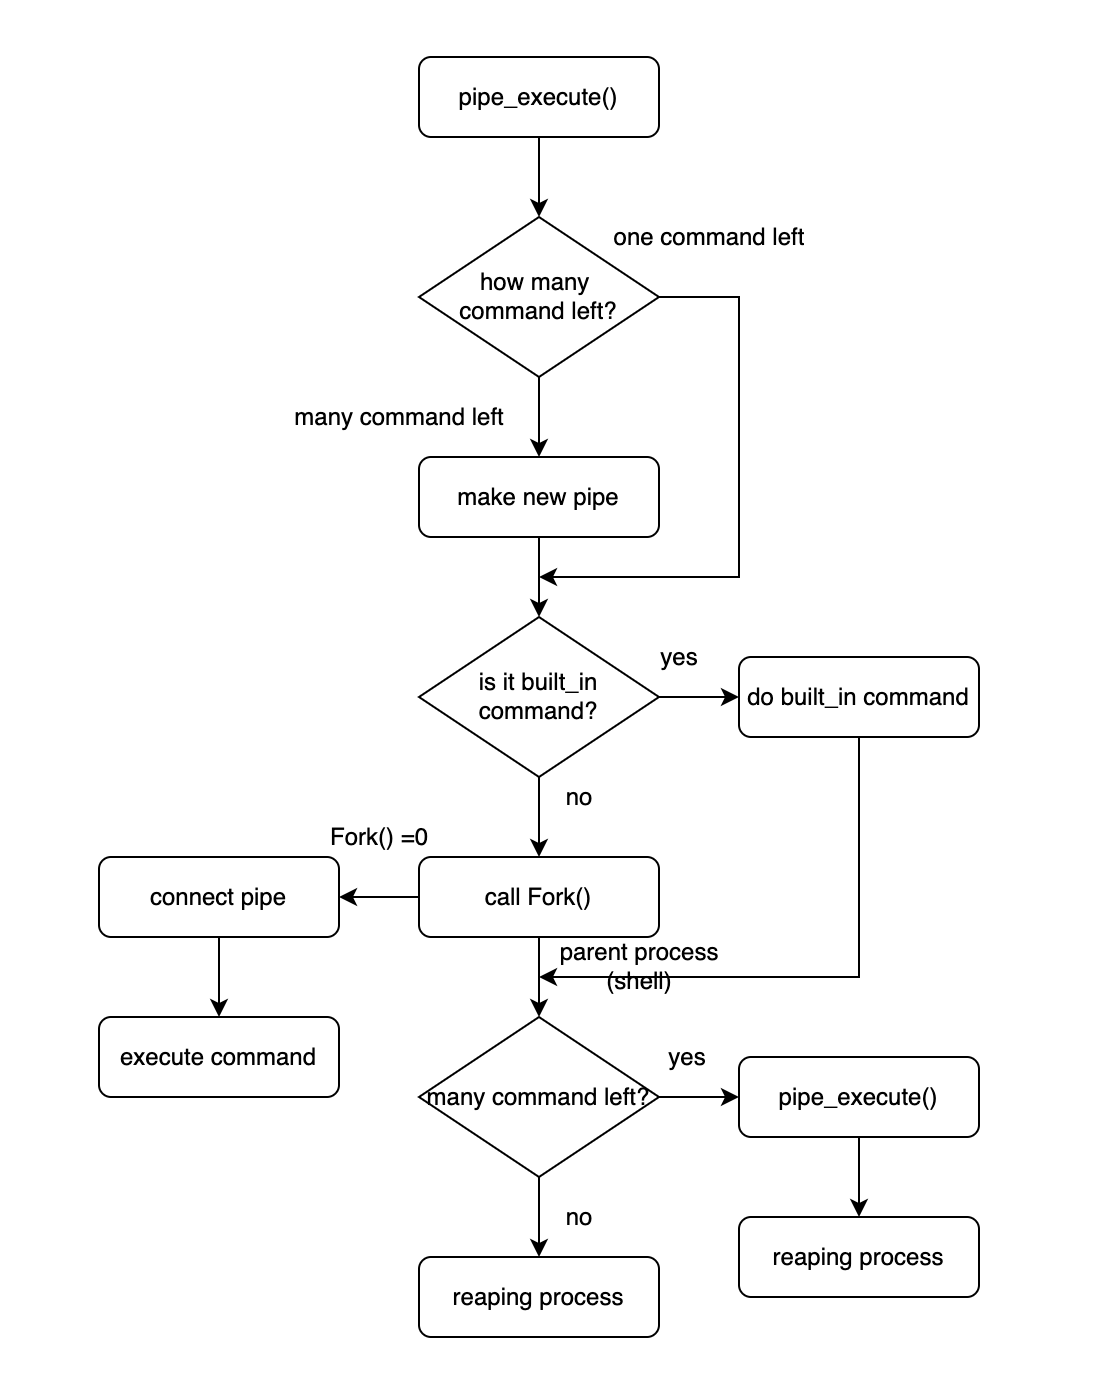 pipe_execute()
one command left
how many
command left?
many command left
make new pipe
yes
is it built_in
command?
do built_in command
no
Fork() =0
connect pipe
call Fork()
parent process
(shell)
execute command
yes
many command left?
pipe_execute()
no
reaping process
reaping process